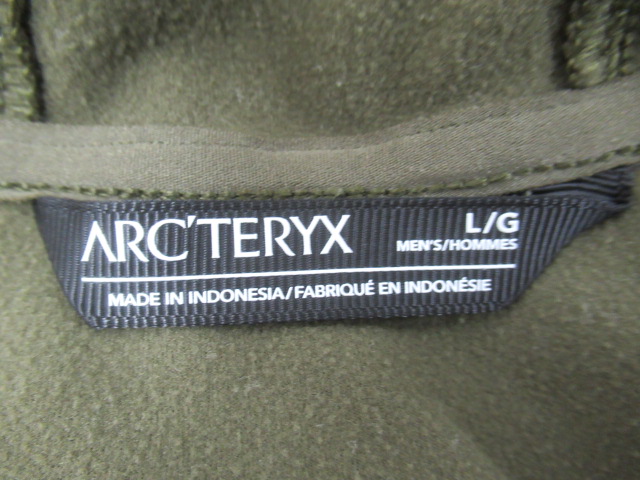 ARC'TERYX
L/G
MEN'S/HOMMES
MADE IN INDONESIA/FABRIQUÉ EN INDONÉSIE